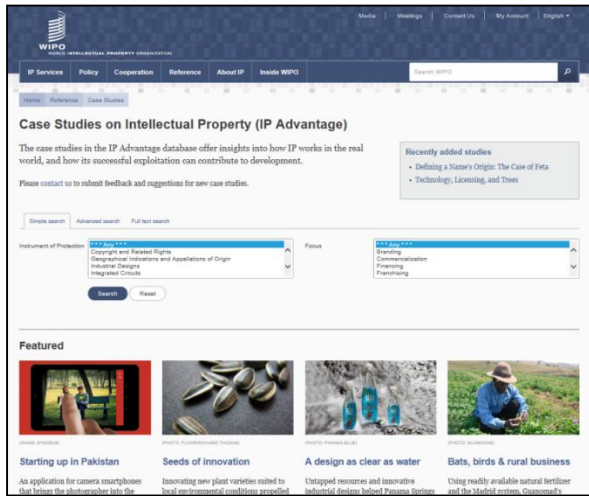 Media Meetings Contact Us My Account English
WIPO
WORLD INTELLECTUAL PROPERTY ORGANIZATION
IP Services Policy Cooperation Reference About IP Inside WIPO Search WIPO
Home Reference Case Studies
Case Studies on Intellectual Property (IP Advantage)
The case studies in the IP Advantage database offer insights into how IP works in the real
world, and how its successful exploitation can contribute to development.
Please contact us to submit feedback and suggestions for new case studies.
Recently added studies
• Defining a Name's Origin: The Case of Feta
• Technology, Licensing, and Trees
Simple search Advanced search Full text search
Instrument of Protection
*** Any ***
Copyright and Related Rights
Geographical Indications and Appellations of Origin
Industrial Designs
Integrated Circuits
Focus
*** Any ***
Branding
Commercialization
Financing
Franchising
Search Reset
Featured
(PHOTO: PANAMA BLUE)
Starting up in Pakistan
An application for camera smartphones
that brings the photographer into the
Seeds of innovation
Innovating new plant varieties suited to
local environmental conditions propelled
A design as clear as water
Untapped resources and innovative
industrial designs helped Panama Springs
Bats, birds & rural business
Using readily available natural fertilizer
and the Madrid system, Guanomad's